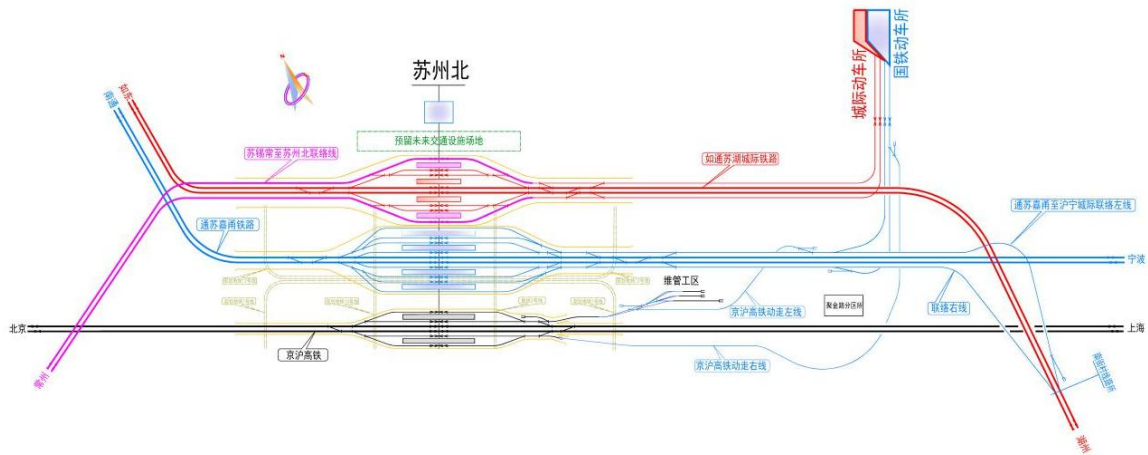 苏州北
预留未来交通设施场地
城际动车所
国铁动车所
如东
南通
苏锡常至苏州北联络线
如通苏湖城际铁路
通苏嘉甬至沪宁城际联络左线
通苏嘉甬铁路
宁波
维管工区
京沪高铁动走左线
联络右线
北京
上海
京沪高铁
京沪高铁动走右线
常州
湖州